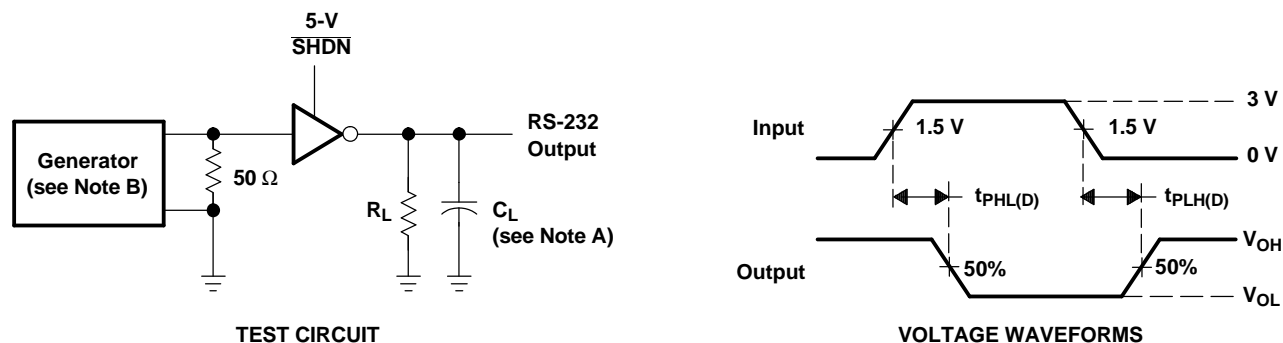 5-V
SHDN
Generator
(see Note B)
50 Ω
RL
CL
(see Note A)
RS-232
Output
TEST CIRCUIT
Input
1.5 V
1.5 V
3 V
0 V
tPHL(D)
tPLH(D)
Output
50%
50%
VOH
VOL
VOLTAGE WAVEFORMS